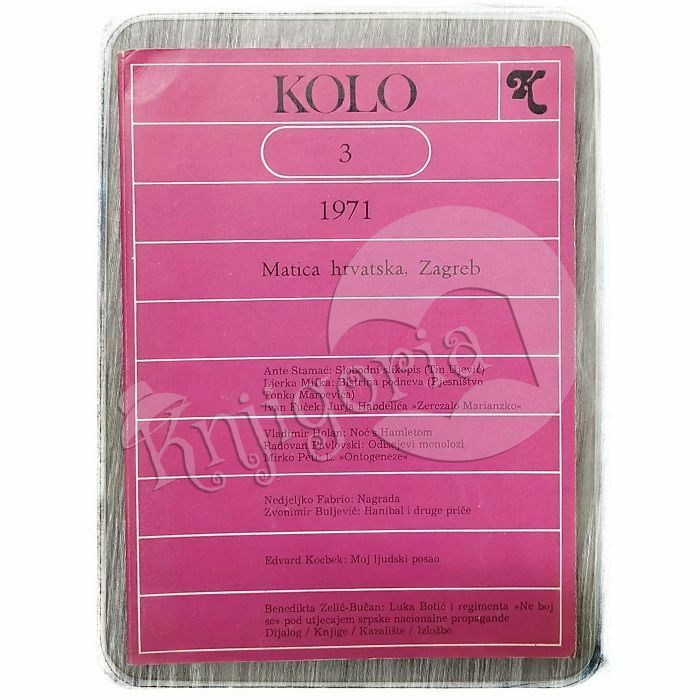 KOLO
K
3
1971
Matica hrvatska, Zagreb
Ante Stamać: Slobodni slikopis (Tin Ujević)
Ljerka Mifka: Bistrina podneva (Pjesništvo
Tonka Maroevića)
Ivan Fuček: Jurja Habdelića »Zerczalo Marianzko«
Vladimir Holan: Noć s Hamletom
Radovan Pavlovski: Odisejevi monolozi
Mirko Iz »Ontogeneze«
Nedjeljko Fabrio: Nagrada
Zvonimir Buljević: Hanibal i druge priče
Edvard Kocbek: Moj ljudski posao
Benedikta Zelić-Bučan: Luka Botić i regimenta »Ne boj
se« pod utjecajem srpske nacionalne propagande
Dijalog / Knjige / Kazalište / Izložbe
Knjigoria